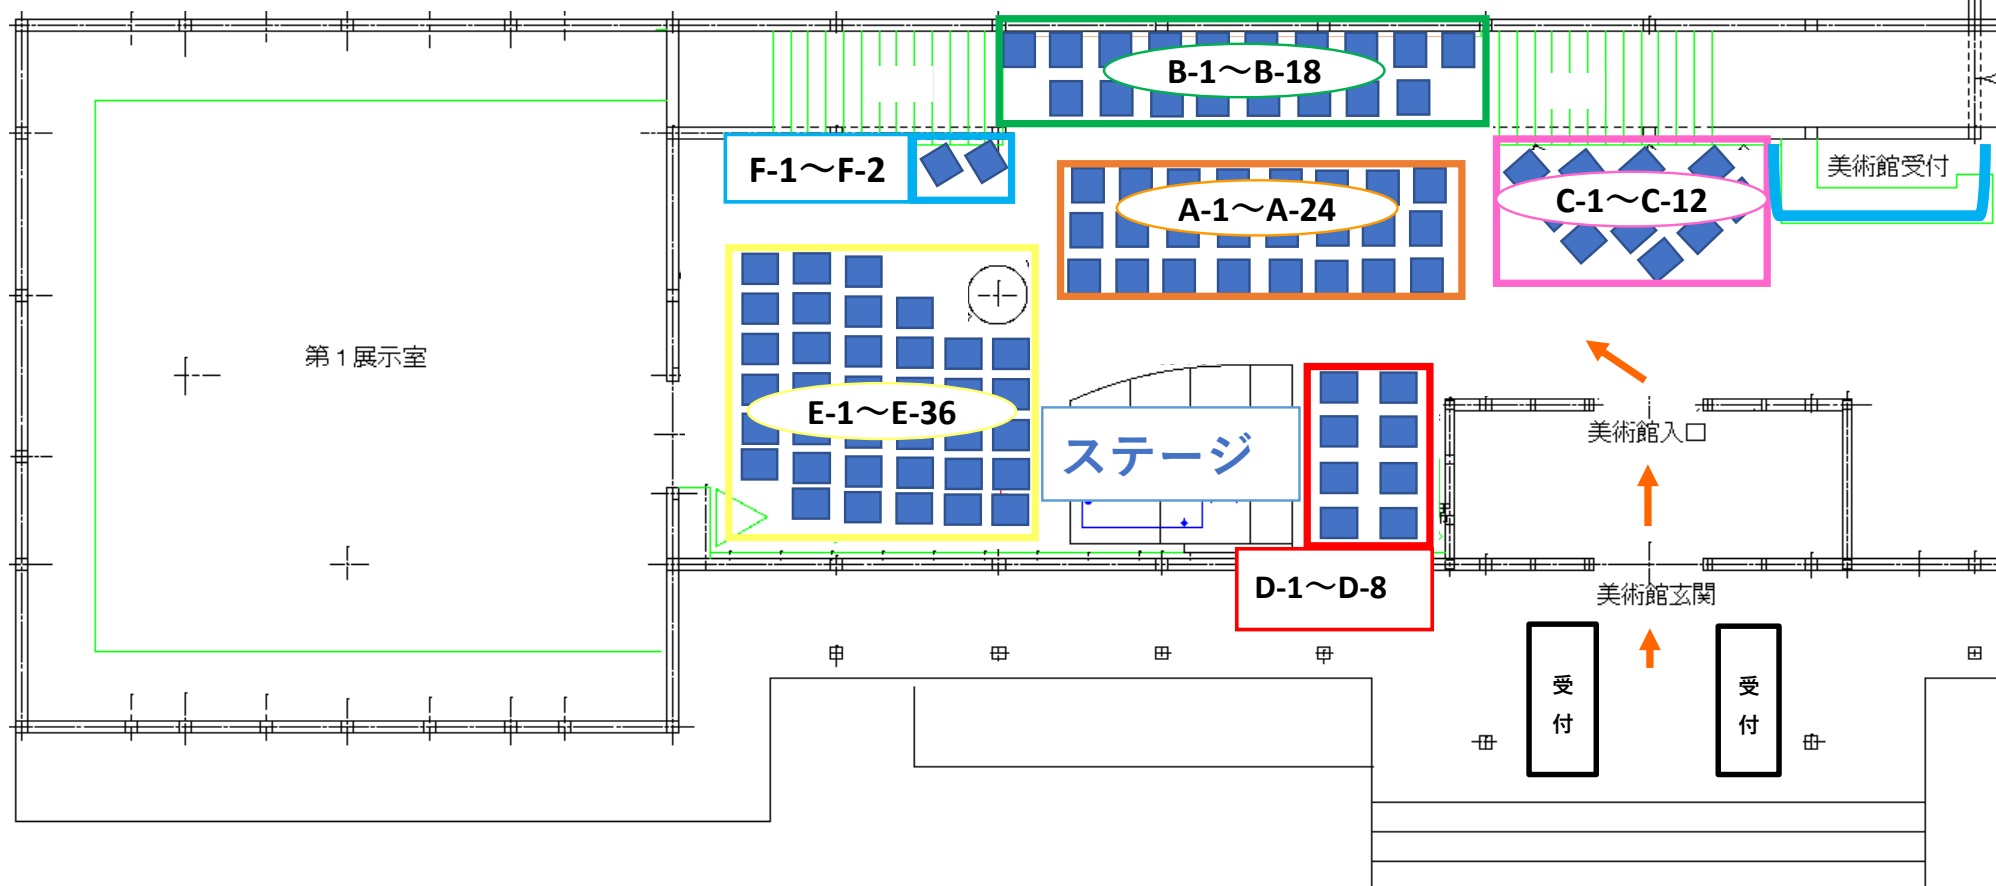 B-1～B-18
F-1～F-2
美術館受付
A-1～A-24
C-1～C-12
第1展示室
E-1～E-36
ステージ
美術館入口
D-1～D-8
美術館玄関
受付
受付